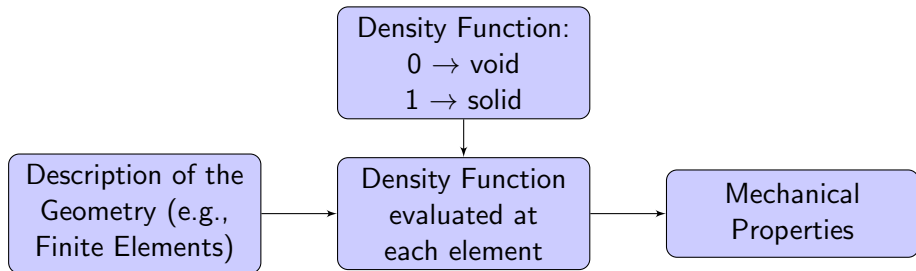 Density Function:
0 → void
1 → solid
Description of the
Geometry (e.g.,
Finite Elements)
Density Function
evaluated at
each element
Mechanical
Properties